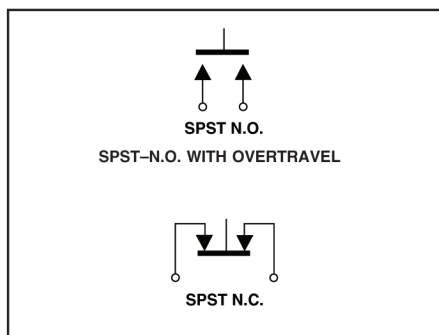 SPST N.O.
SPST–N.O. WITH OVERTRAVEL
SPST N.C.